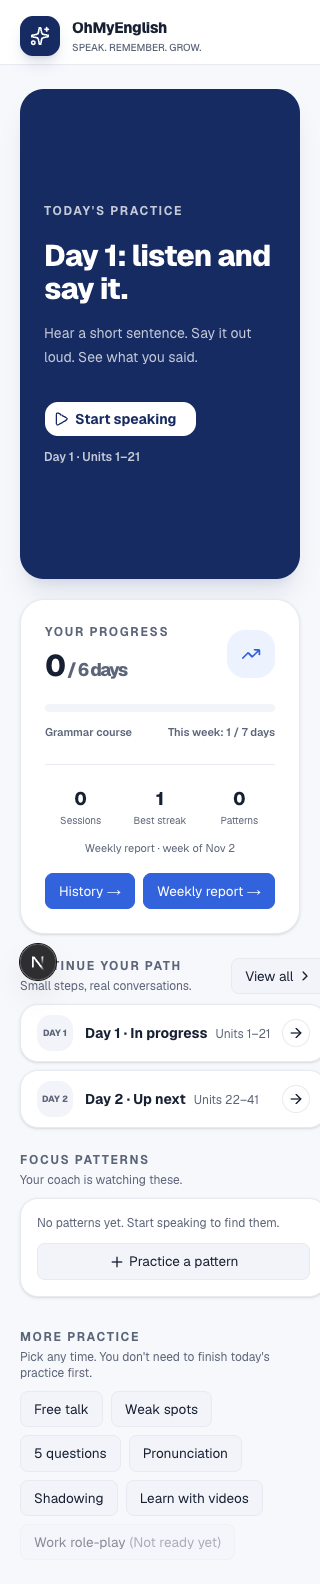 OhMyEnglish
SPEAK. REMEMBER. GROW.
TODAY'S PRACTICE
Day 1: listen and
say it.
Hear a short sentence. Say it out
loud. See what you said.
Start speaking
Day 1 · Units 1–21
YOUR PROGRESS
0 / 6 days
Grammar course
This week: 1 / 7 days
0
1
0
Sessions
Best streak
Patterns
Weekly report · week of Nov 2
History →
Weekly report →
N
TINUE YOUR PATH
View all
Small steps, real conversations.
DAY 1
Day 1 · In progress Units 1–21
DAY 2
Day 2 · Up next Units 22–41
FOCUS PATTERNS
Your coach is watching these.
No patterns yet. Start speaking to find them.
Practice a pattern
MORE PRACTICE
Pick any time. You don't need to finish today's
practice first.
Free talk
Weak spots
5 questions
Pronunciation
Shadowing
Learn with videos
Work role-play (Not ready yet)